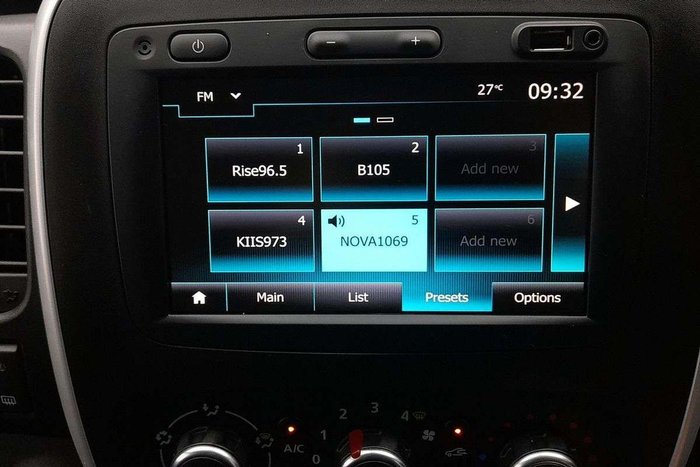 FM
27°C
09:32
1
Rise96.5
2
B105
3
Add new
4
KIIS973
5
NOVA1069
6
Add new
Main
List
Presets
Options
A/C
0
1
2
3
4